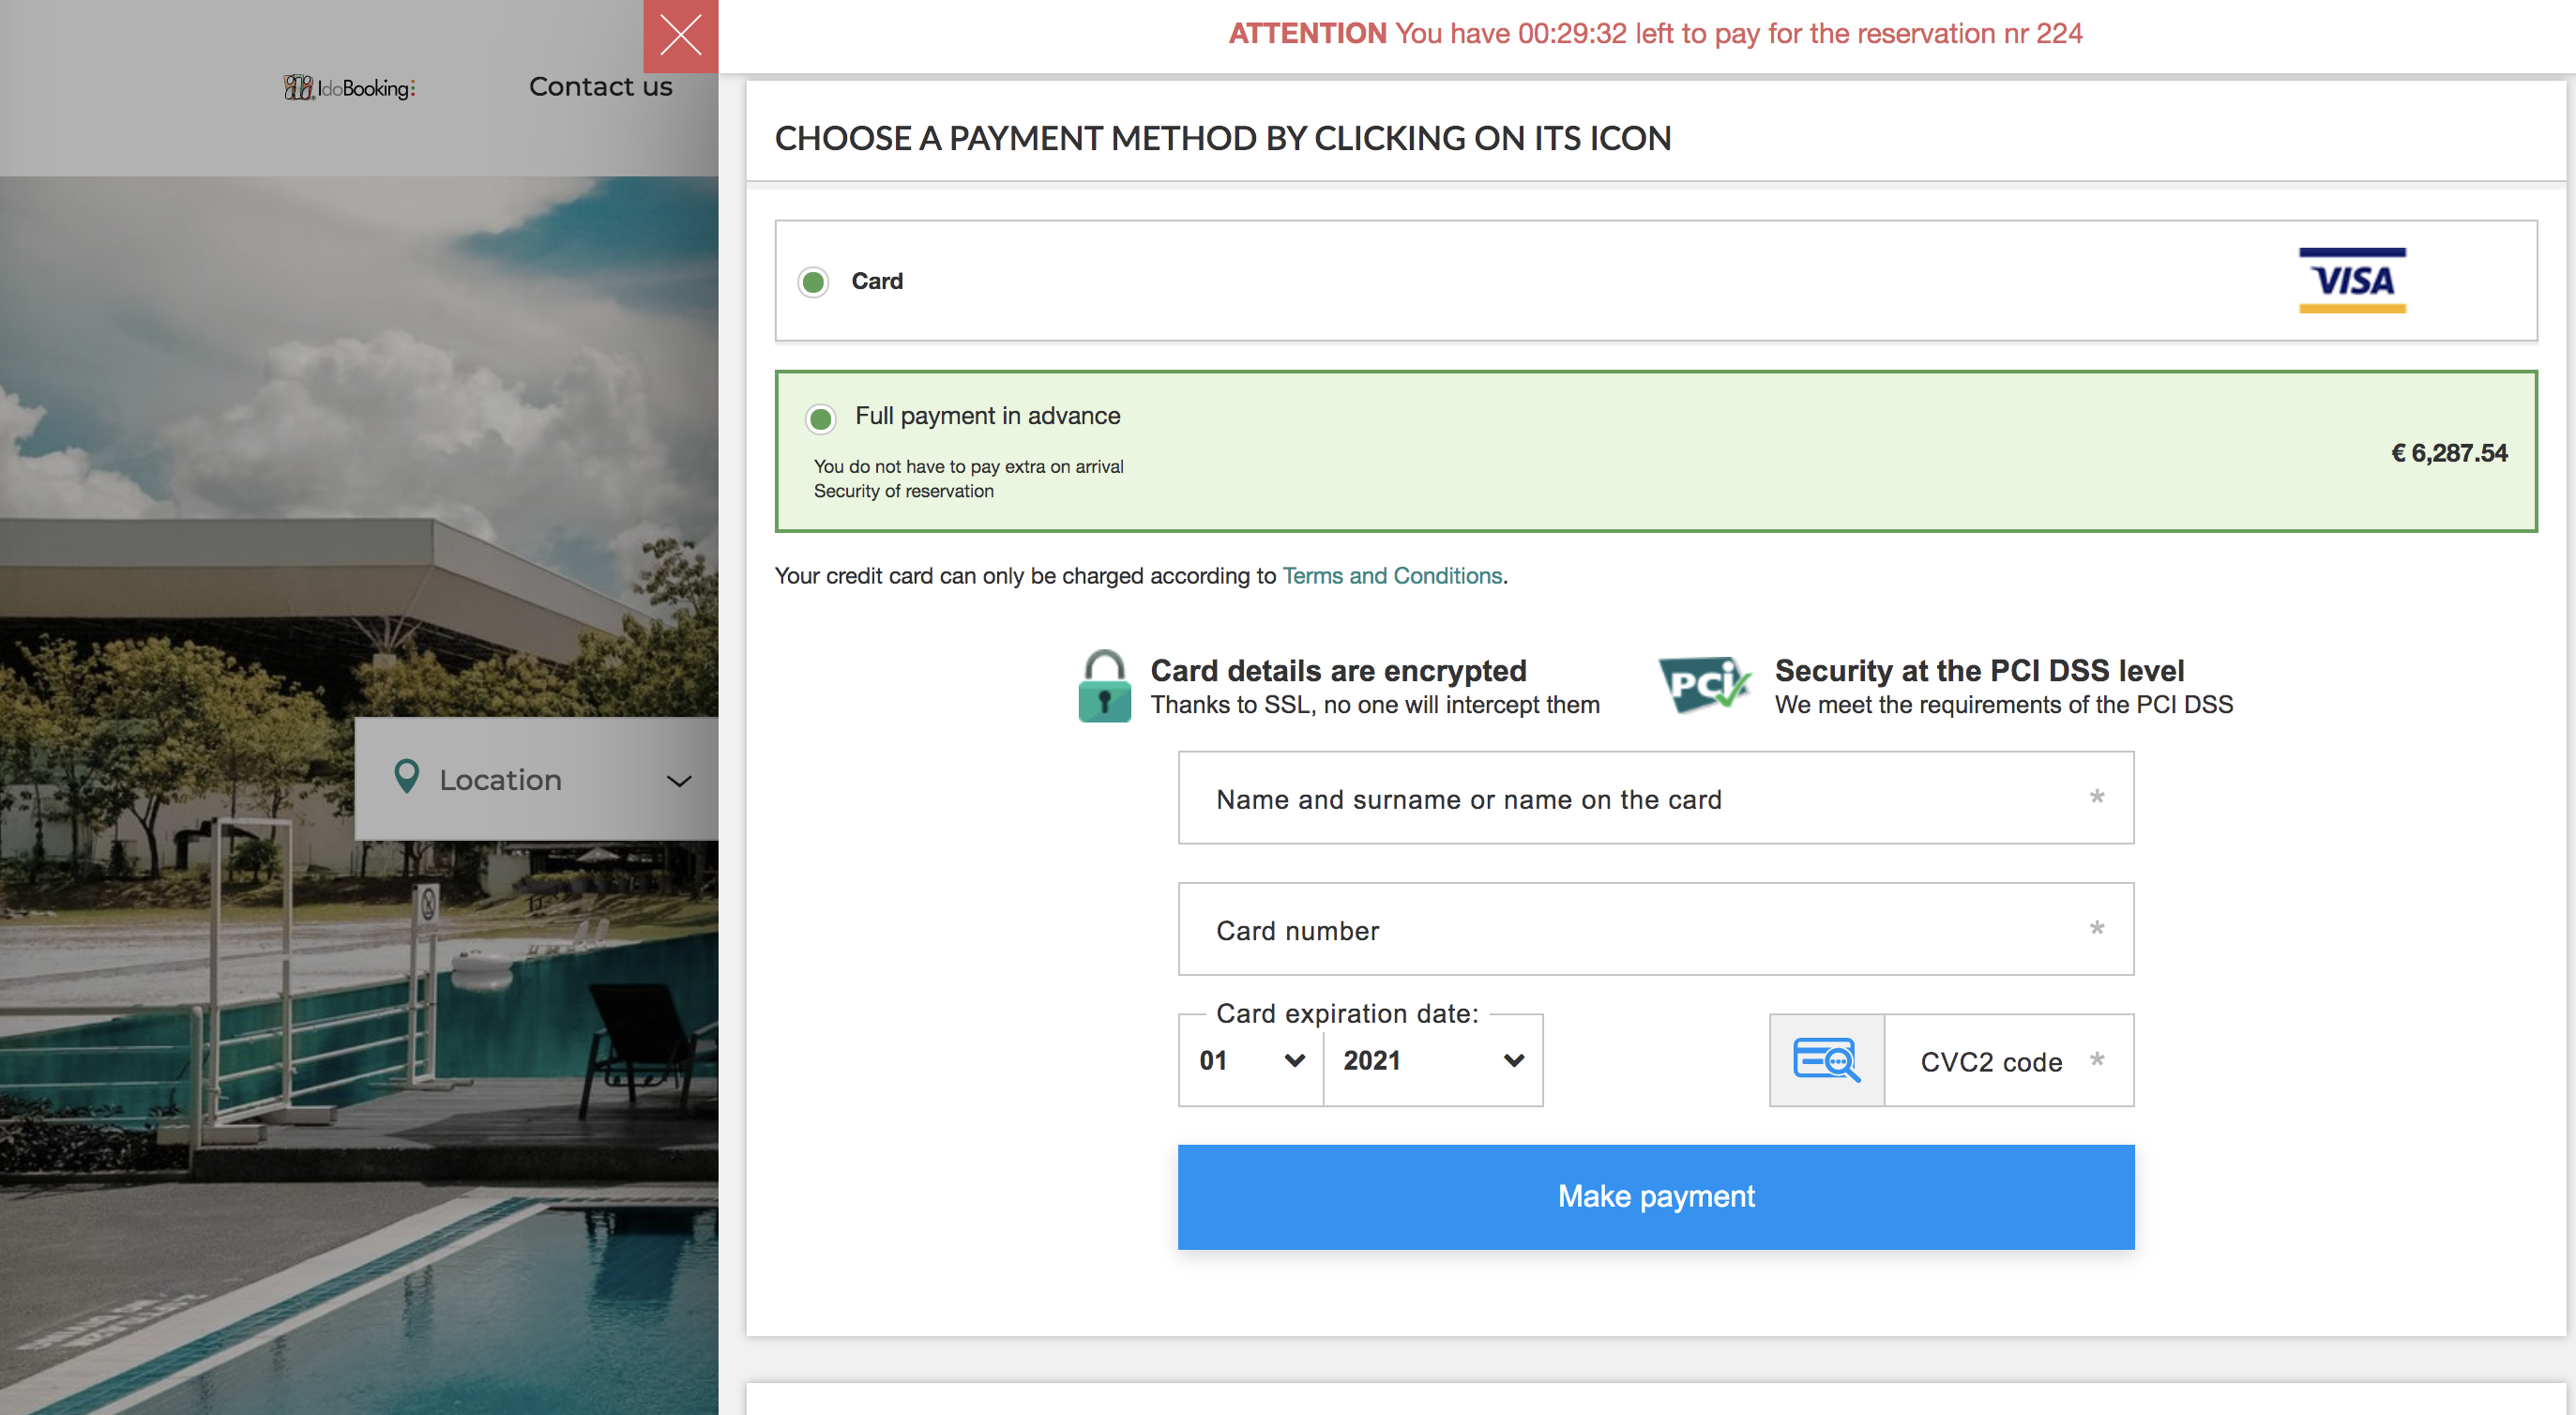 ATTENTION You have 00:29:32 left to pay for the reservation nr 224
IdoBooking
Contact us
CHOOSE A PAYMENT METHOD BY CLICKING ON ITS ICON
Card
VISA
Full payment in advance
You do not have to pay extra on arrival
Security of reservation
€ 6,287.54
Your credit card can only be charged according to Terms and Conditions.
Card details are encrypted
Thanks to SSL, no one will intercept them
PCi
Security at the PCI DSS level
We meet the requirements of the PCI DSS
Location
Name and surname or name on the card *
Card number *
Card expiration date:
01
2021
CVC2 code *
Make payment